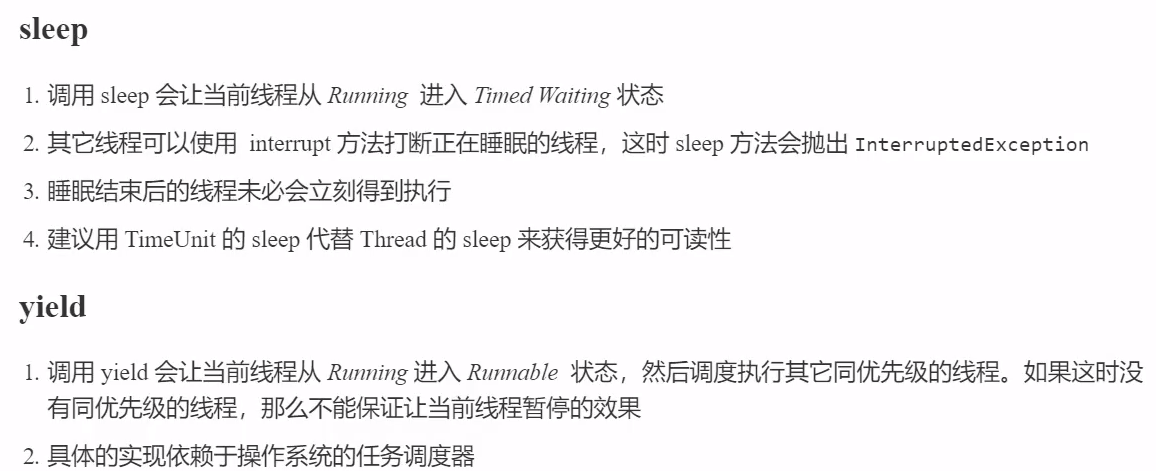 sleep
1. 调用 sleep 会让当前线程从 Running 进入 Timed Waiting 状态
2. 其它线程可以使用 interrupt 方法打断正在睡眠的线程，这时 sleep 方法会抛出 InterruptedException
3. 睡眠结束后的线程未必会立刻得到执行
4. 建议用 TimeUnit 的 sleep 代替 Thread 的 sleep 来获得更好的可读性
yield
1. 调用 yield 会让当前线程从 Running 进入 Runnable 状态，然后调度执行其它同优先级的线程。如果这时没
有同优先级的线程，那么不能保证让当前线程暂停的效果
2. 具体的实现依赖于操作系统的任务调度器